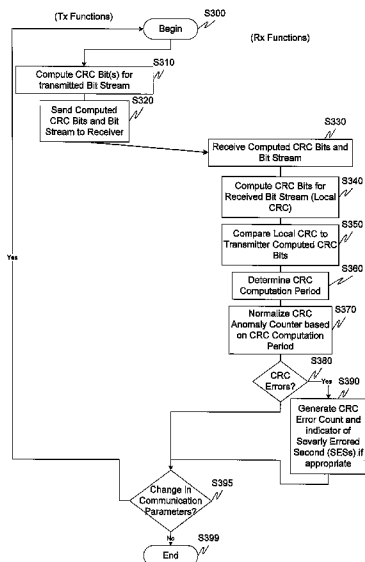 (Tx Functions)
S300
Begin
(Rx Functions)
S310
Compute CRC Bit(s) for
transmitted Bit Stream
S320
Send Computed
CRC Bits and Bit
Stream to Receiver
S330
Receive Computed CRC Bits and
Bit Stream
S340
Compute CRC Bits for
Received Bit Stream (Local
CRC)
S350
Compare Local CRC to
Transmitter Computed CRC
Bits
S360
Determine CRC
Computation Period
S370
Normalize CRC
Anomaly Counter based
on CRC Computation
Period
S380
CRC
Errors?
Yes
S390
Generate CRC
Error Count and
indicator of
Severly Errored
Second (SESs) if
appropriate
Yes
S395
Change in
Communication
Parameters?
No
S399
End